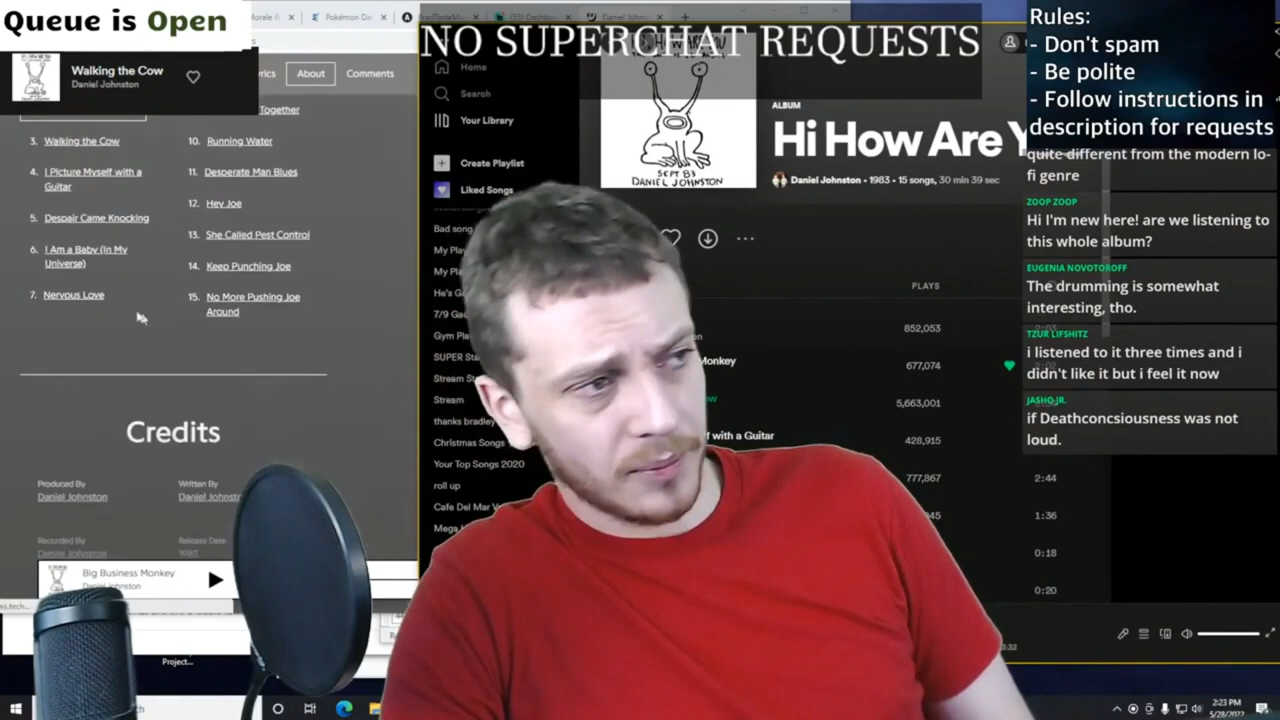 Queue is Open
Walking the Cow
Daniel Johnston
About
Comments
Together
3. Walking the Cow
4. I Picture Myself with a
Guitar
5. Despair Came Knocking
6. I Am a Baby (In My
Universe)
7. Nervous Love
10. Running Water
11. Desperate Man Blues
12. Hey Joe
13. She Called Pest Control
14. Keep Punching Joe
15. No More Pushing Joe
Around
Credits
Produced By
Daniel Johnston
Written By
Recorded By
Daniel Johnston
Release Date
1983
Big Business Monkey
Daniel Johnston
Project...
NO SUPERCHAT REQUESTS
Home
Search
Your Library
Create Playlist
Liked Songs
Bad song
7/9
Stream
thanks bradley
Christmas Songs
Your Top Songs 2020
roll up
Cafe Del Mar
SEPT 83
DANIEL JOHNSTON
ALBUM
Hi How Are
Daniel Johnston • 1983 • 15 songs, 30 min 39 sec
PLAYS
852,053
Monkey
677,074
5,663,001
with a Guitar
428,915
777,867
2:44
1:36
0:18
0:20
Rules:
- Don't spam
- Be polite
- Follow instructions in
description for requests
quite different from the modern lo-
fi genre
ZOOP ZOOP
Hi I'm new here! are we listening to
this whole album?
EUGENIA NOVOTOROFF
The drumming is somewhat
interesting, tho.
TZUR LIFSHITZ
i listened to it three times and i
didn't like it but i feel it now
JASHO JR.
if Deathconcsiousness was not
loud.
2:23 PM